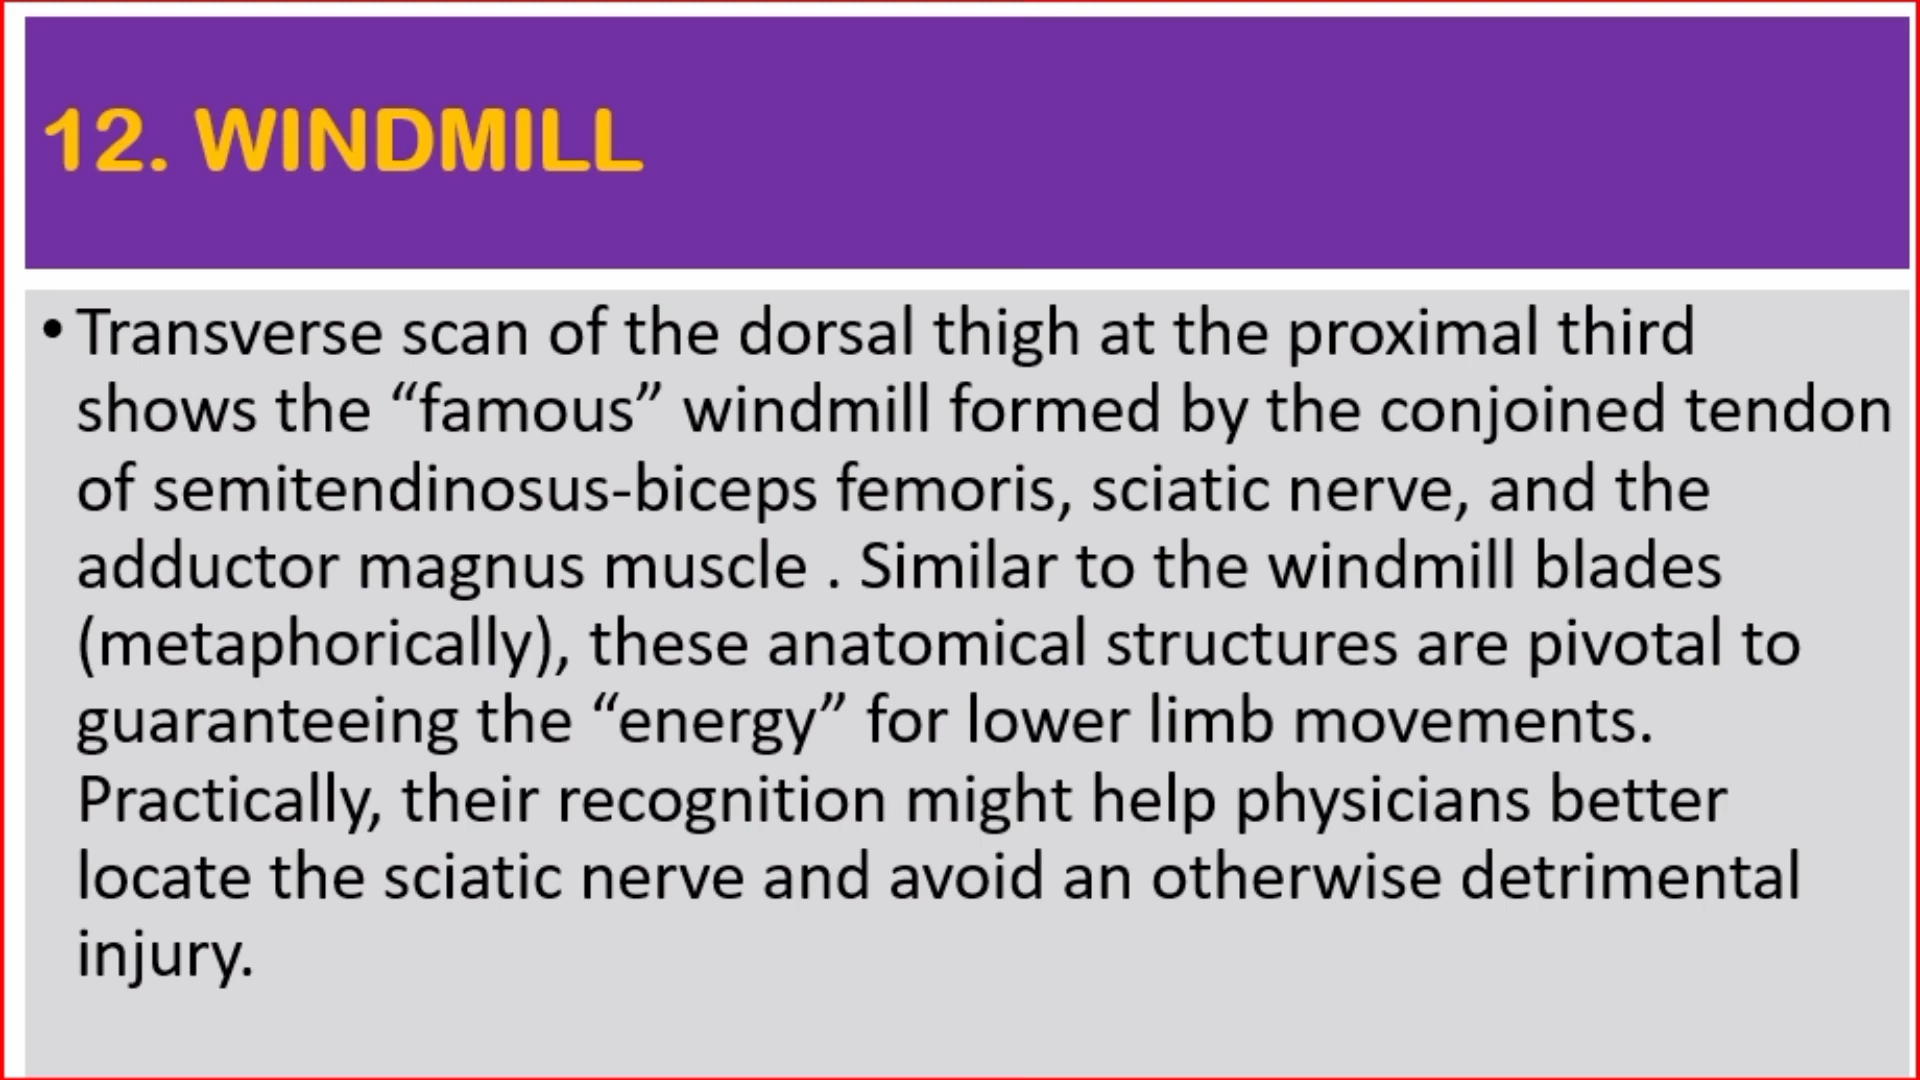 12. WINDMILL
• Transverse scan of the dorsal thigh at the proximal third
shows the “famous” windmill formed by the conjoined tendon
of semitendinosus-biceps femoris, sciatic nerve, and the
adductor magnus muscle . Similar to the windmill blades
(metaphorically), these anatomical structures are pivotal to
guaranteeing the “energy” for lower limb movements.
Practically, their recognition might help physicians better
locate the sciatic nerve and avoid an otherwise detrimental
injury.